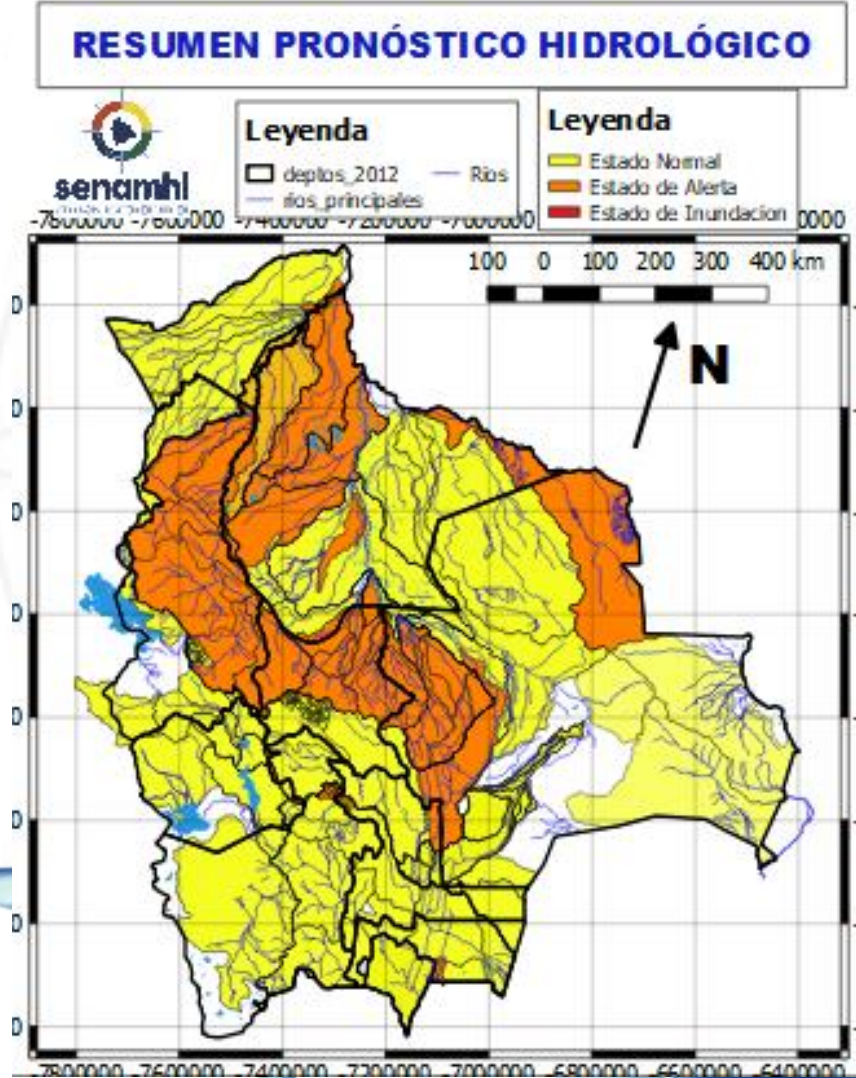 RESUMEN PRONÓSTICO HIDROLÓGICO
senamhi
Leyenda
deptos_2012
Rios
rios_principales
Leyenda
Estado Normal
Estado de Alerta
Estado de Inundacion
-7800000 -7600000 -7400000 -7200000 -7000000
100 0 100 200 300 400 km
N
-7800000 -7600000 -7400000 -7200000 -7000000 -6800000 -6600000 -6400000